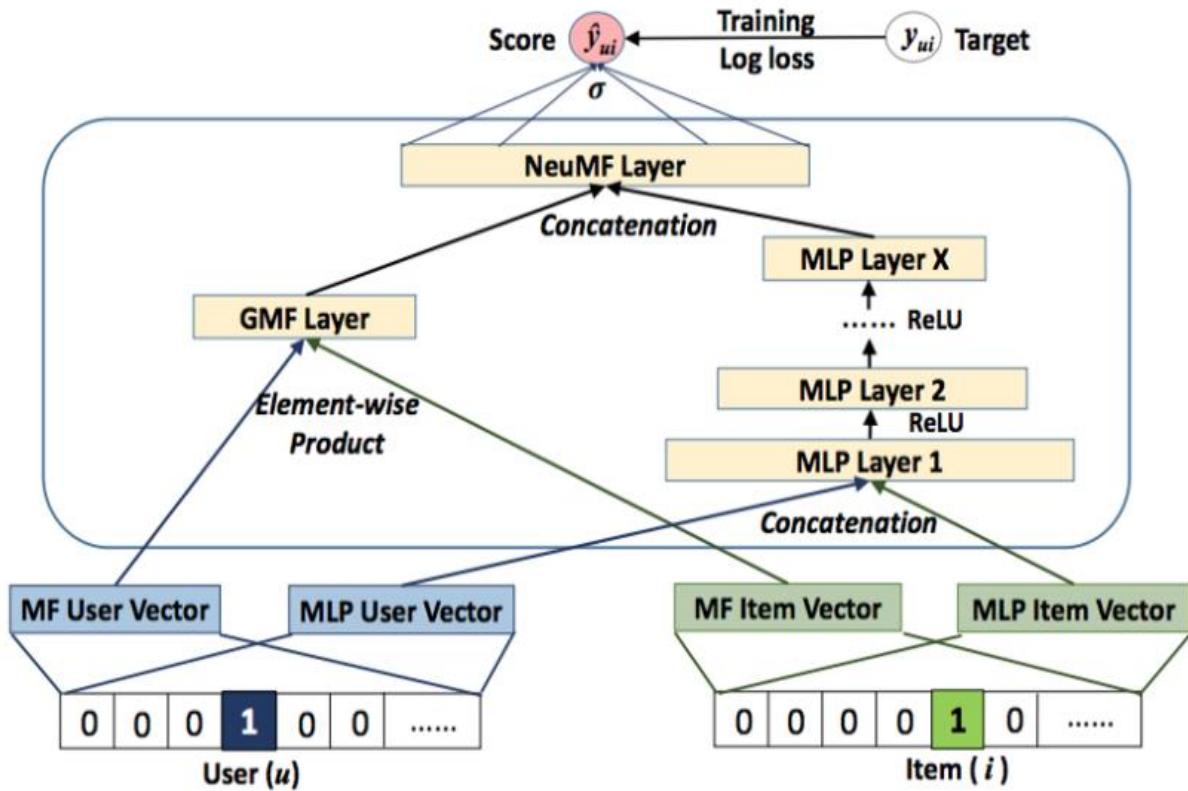 Score ŷui Training yui Target
Log loss
σ
NeuMF Layer
Concatenation
MLP Layer X
GMF Layer
...... ReLU
Element-wise
Product
MLP Layer 2
ReLU
MLP Layer 1
Concatenation
MF User Vector MLP User Vector MF Item Vector MLP Item Vector
0 0 0 1 0 0 ...... 0 0 0 0 1 0 ......
User (u) Item ( i )